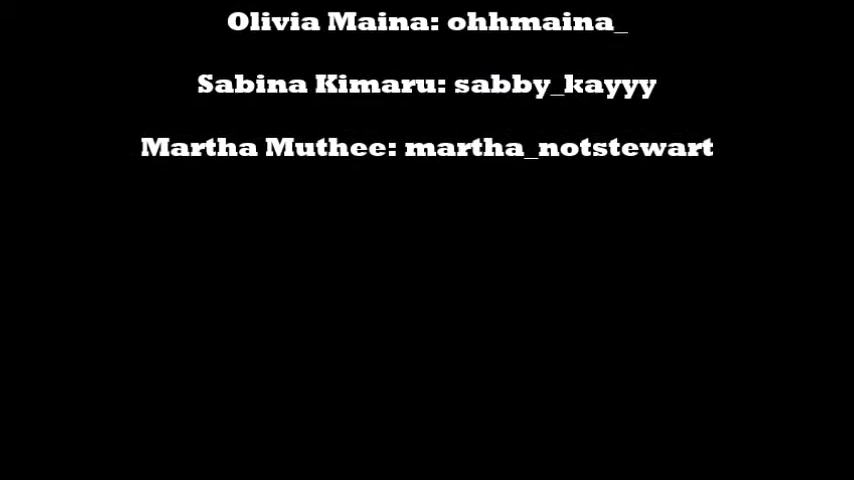 Olivia Maina: ohhmaina_
Sabina Kimaru: sabby_kayyy
Martha Muthee: martha_notstewart